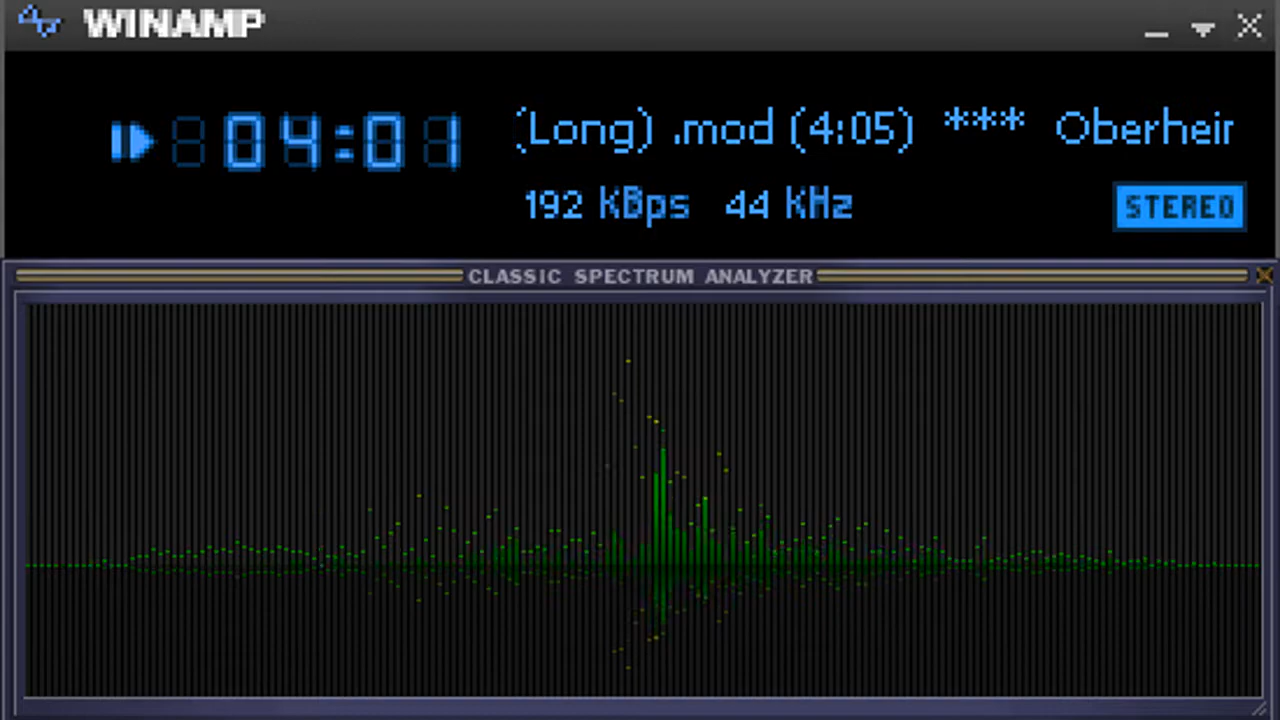 WINAMP
04:01
(Long) .mod (4:05) *** Oberheir
192 kBps 44 kHz
STEREO
CLASSIC SPECTRUM ANALYZER